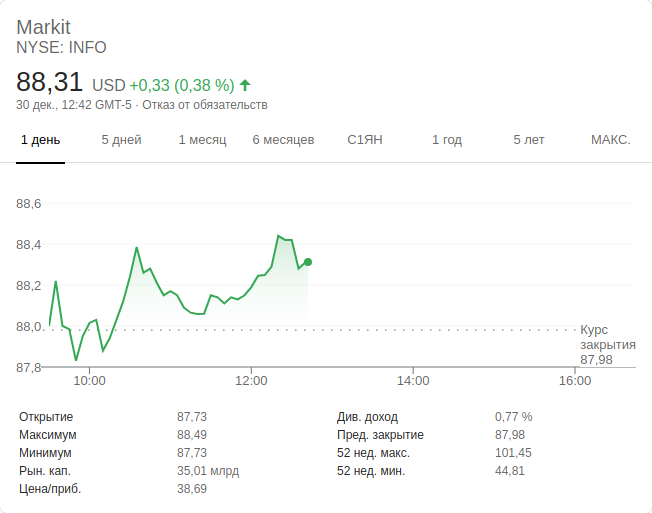 Markit
NYSE: INFO
88,31 USD +0,33 (0,38 %)
30 дек., 12:42 GMT-5 · Отказ от обязательств
1 день 5 дней 1 месяц 6 месяцев С1ЯН 1 год 5 лет МАКС.
88,6
88,4
88,2
88,0
87,8
Курс
закрытия
87,98
10:00 12:00 14:00 16:00
Открытие 87,73 Див. доход 0,77 %
Максимум 88,49 Пред. закрытие 87,98
Минимум 87,73 52 нед. макс. 101,45
Рын. кап. 35,01 млрд 52 нед. мин. 44,81
Цена/приб. 38,69